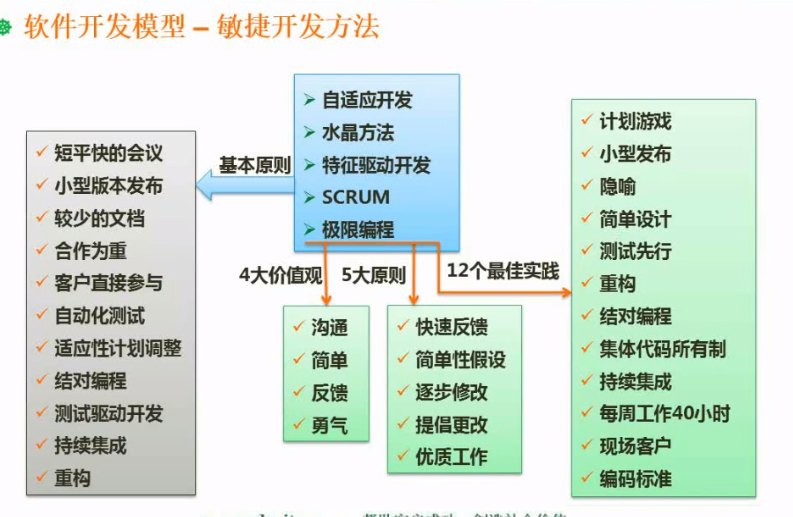 软件开发模型 – 敏捷开发方法
自适应开发
水晶方法
特征驱动开发
SCRUM
极限编程
基本原则
短平快的会议
小型版本发布
较少的文档
合作为重
客户直接参与
自动化测试
适应性计划调整
结对编程
测试驱动开发
持续集成
重构
4大价值观
沟通
简单
反馈
勇气
5大原则
快速反馈
简单性假设
逐步修改
提倡更改
优质工作
12个最佳实践
计划游戏
小型发布
隐喻
简单设计
测试先行
重构
结对编程
集体代码所有制
持续集成
每周工作40小时
现场客户
编码标准